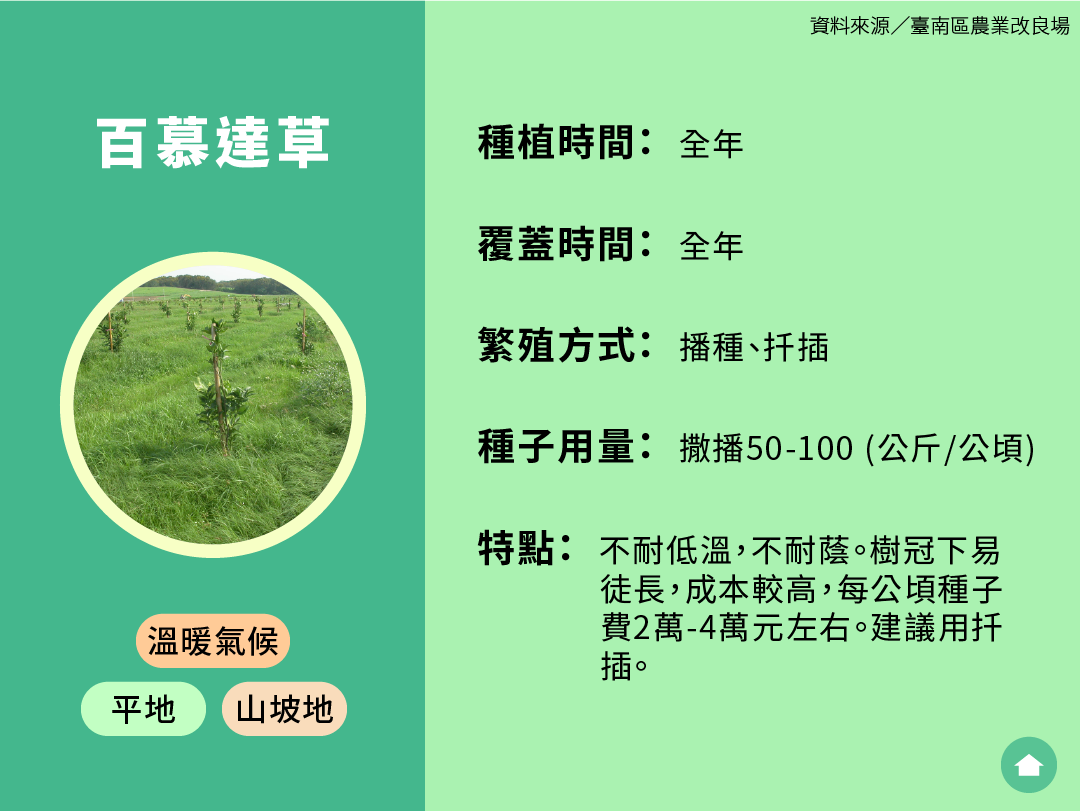 資料來源／臺南區農業改良場
百慕達草
溫暖氣候
平地
山坡地
種植時間： 全年
覆蓋時間： 全年
繁殖方式： 播種、扦插
種子用量： 撒播50-100 (公斤/公頃)
特點： 不耐低溫，不耐蔭。樹冠下易
徒長，成本較高，每公頃種子
費2萬-4萬元左右。建議用扦
插。